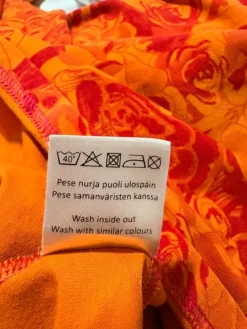 40°
Pese nurja puoli ulospäin
Pese samanväristen kanssa
Wash inside out
Wash with similar colours